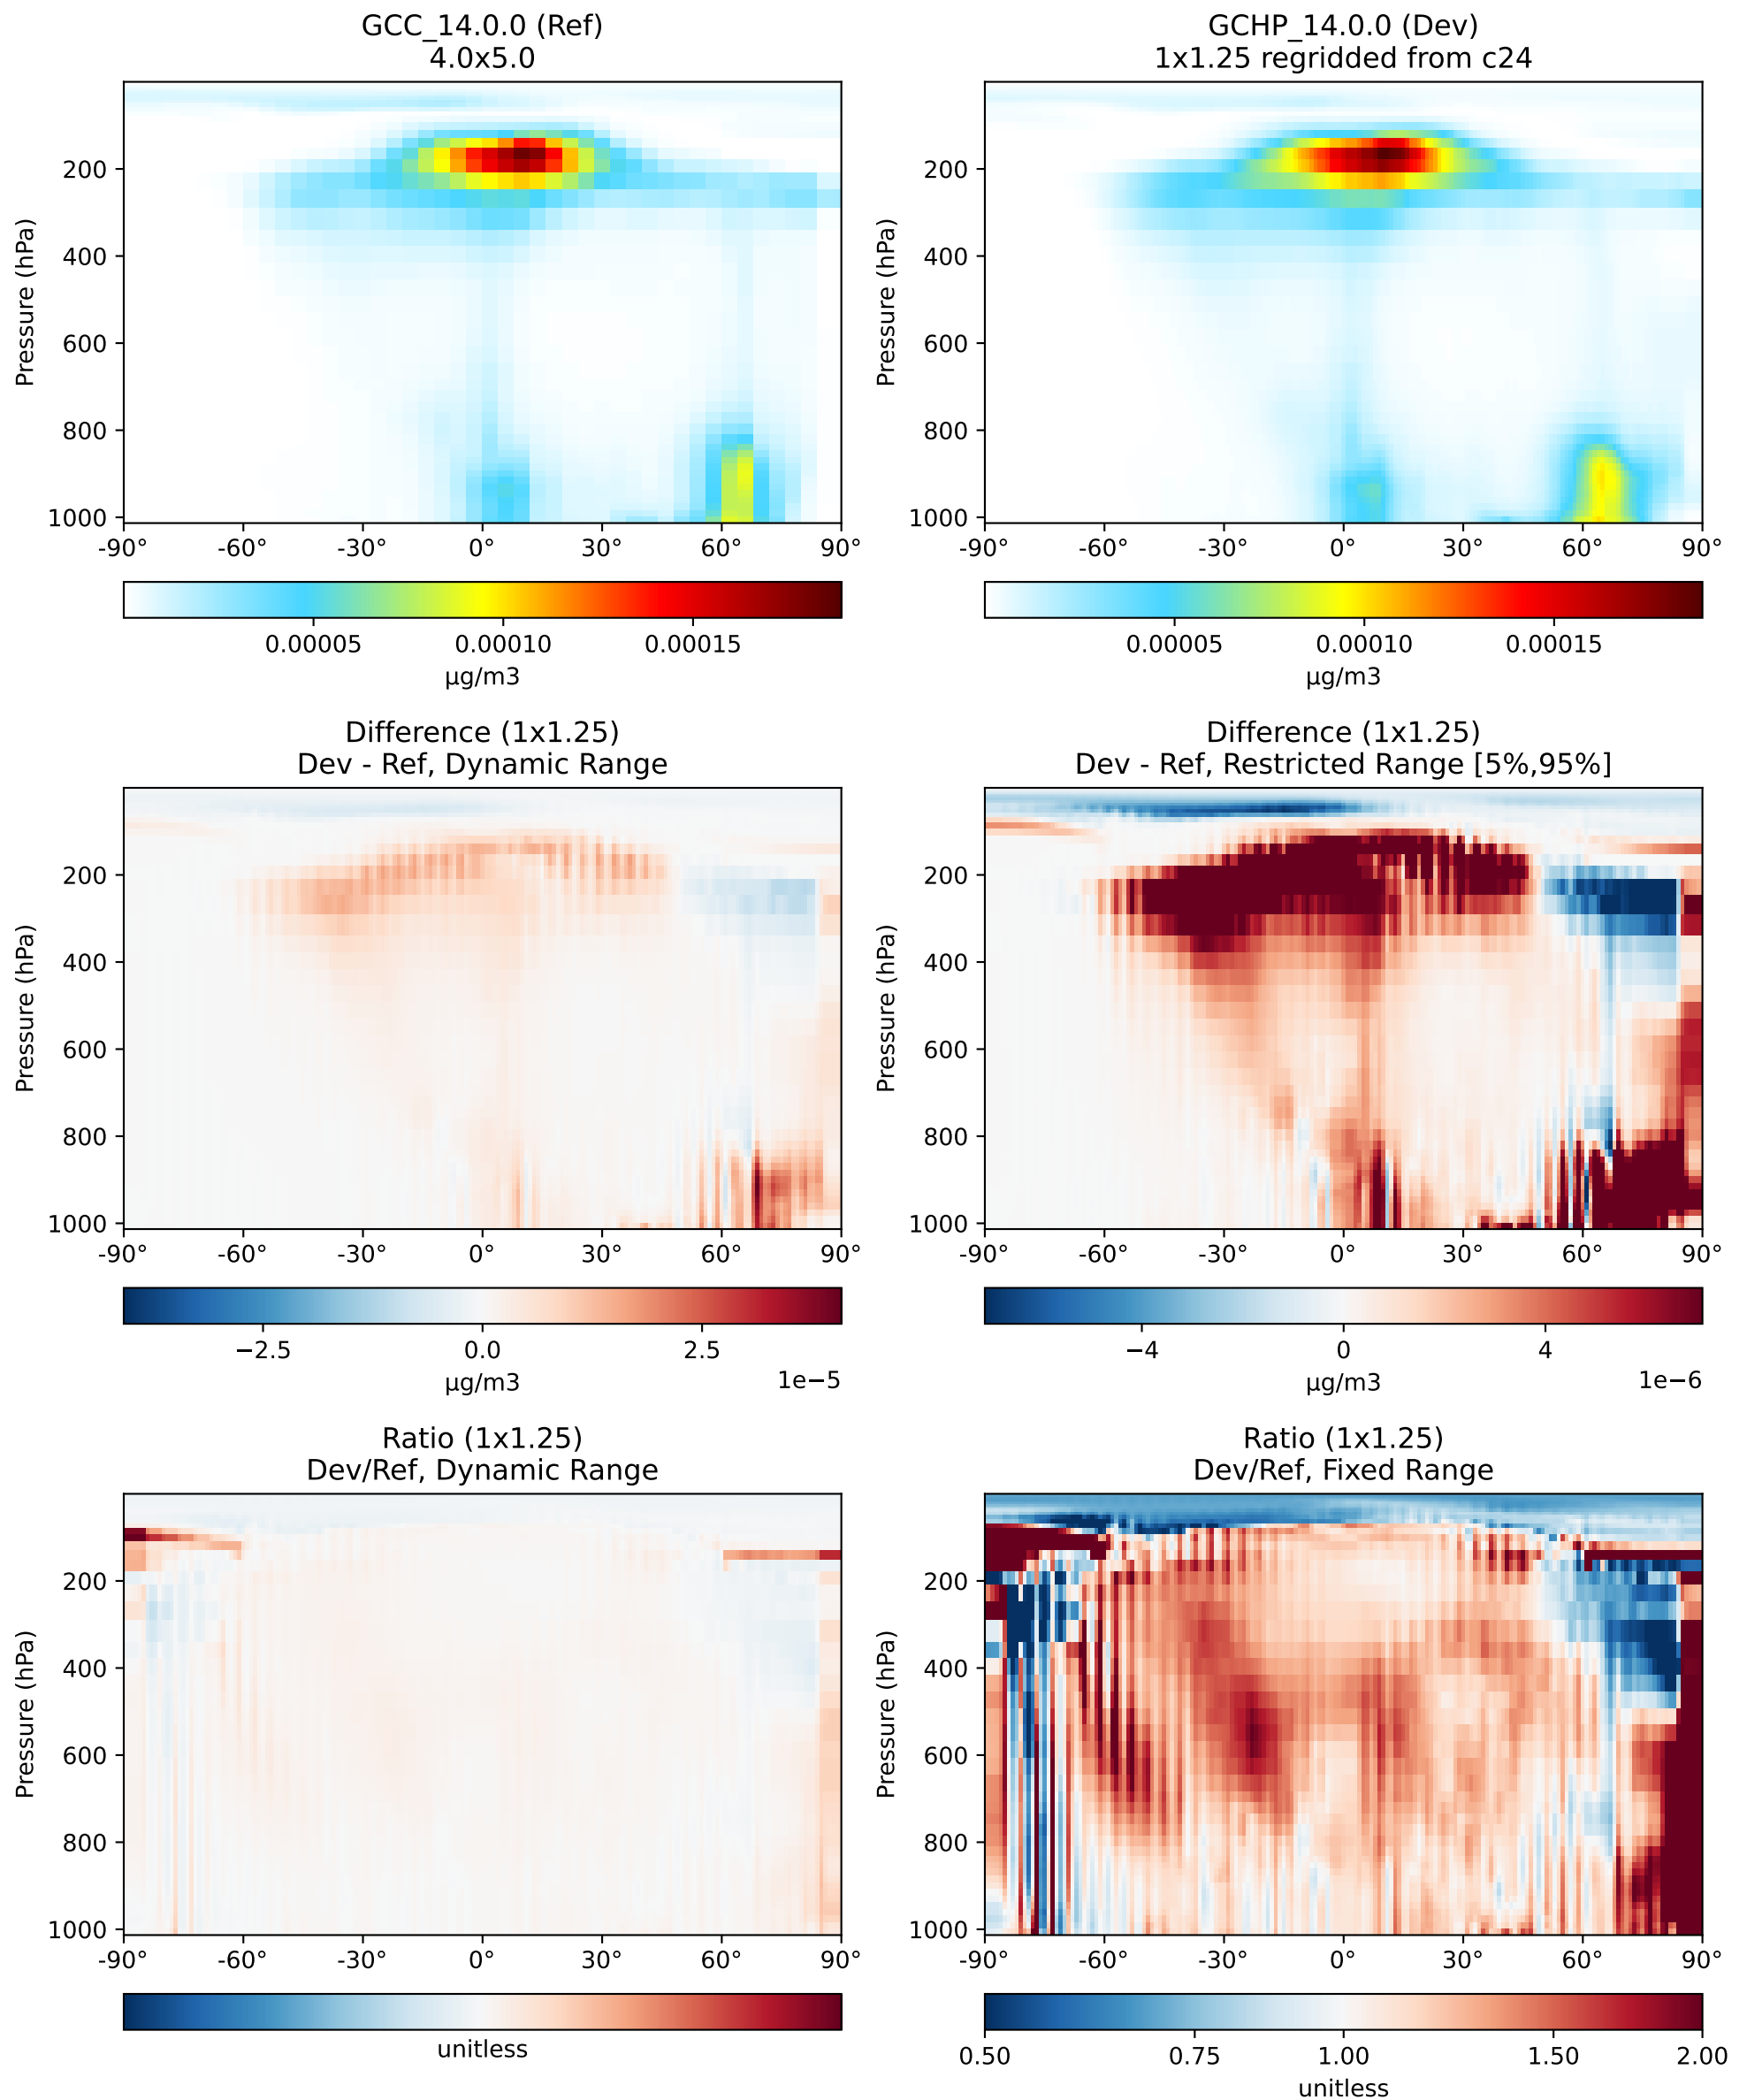 GCC_14.0.0 (Ref)
4.0x5.0
Pressure (hPa)
200
400
600
800
1000
-90° -60° -30° 0° 30° 60° 90°
0.00005 0.00010 0.00015
µg/m3
GCHP_14.0.0 (Dev)
1x1.25 regridded from c24
Pressure (hPa)
200
400
600
800
1000
-90° -60° -30° 0° 30° 60° 90°
0.00005 0.00010 0.00015
µg/m3
Difference (1x1.25)
Dev - Ref, Dynamic Range
Pressure (hPa)
200
400
600
800
1000
-90° -60° -30° 0° 30° 60° 90°
−2.5 0.0 2.5
µg/m3 1e−5
Difference (1x1.25)
Dev - Ref, Restricted Range [5%,95%]
Pressure (hPa)
200
400
600
800
1000
-90° -60° -30° 0° 30° 60° 90°
−4 0 4
µg/m3 1e−6
Ratio (1x1.25)
Dev/Ref, Dynamic Range
Pressure (hPa)
200
400
600
800
1000
-90° -60° -30° 0° 30° 60° 90°
unitless
Ratio (1x1.25)
Dev/Ref, Fixed Range
Pressure (hPa)
200
400
600
800
1000
-90° -60° -30° 0° 30° 60° 90°
0.50 0.75 1.00 1.50 2.00
unitless